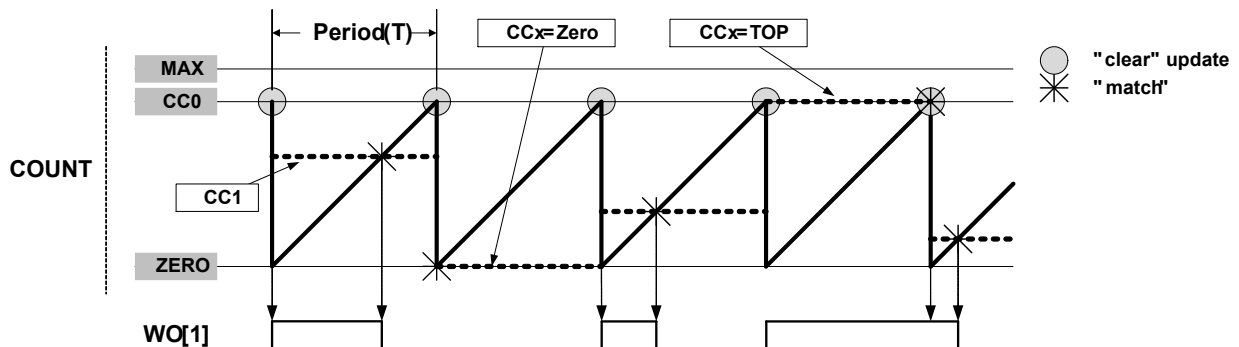 Period(T)
CCx=Zero
CCx=TOP
"clear" update
"match"
MAX
CC0
COUNT
CC1
ZERO
WO[1]